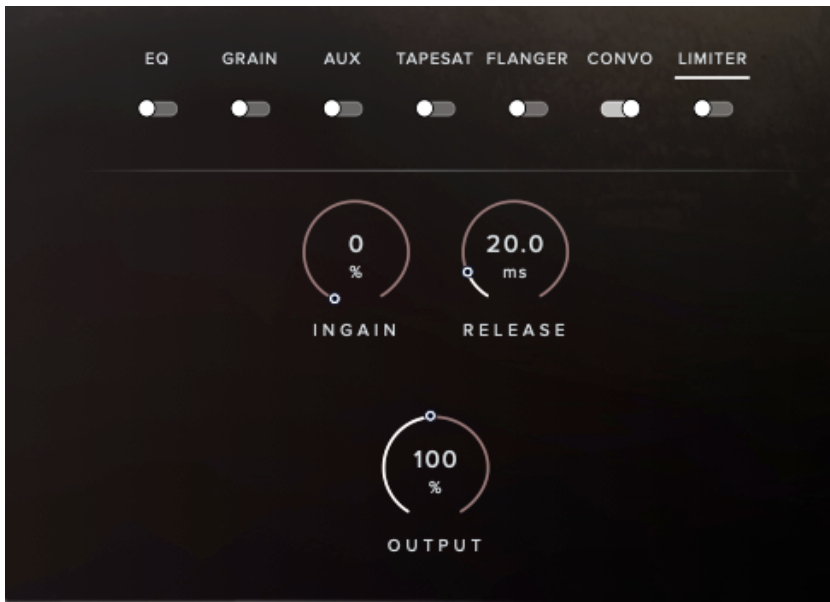 EQ GRAIN AUX TAPESAT FLANGER CONVO LIMITER
0 20.0
% ms
INGAIN RELEASE
100
%
OUTPUT